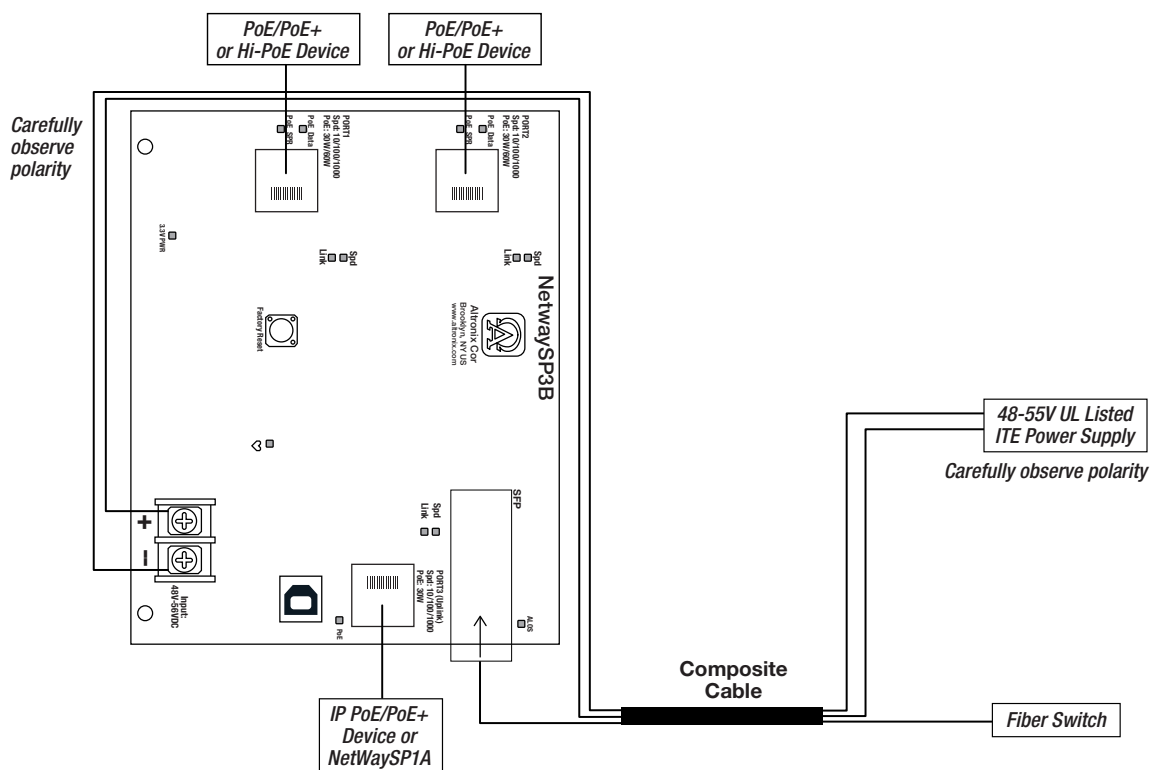 PoE/PoE+
or Hi-PoE Device
PoE/PoE+
or Hi-PoE Device
Carefully
observe
polarity
PORT1
Spd: 10/100/1000
PoE: 30W/60W
PoE_Data
PoE_SPR
PORT2
Spd: 10/100/1000
PoE: 30W/60W
PoE_Data
PoE_SPR
3.3V PWR
Spd
Link
Spd
Link
NetwaySP3B
Altronix Cor
Brooklyn, NY US
www.altronix.com
Factory Reset
48-55V UL Listed
ITE Power Supply
Carefully observe polarity
+
–
Input:
48V-56VDC
SFP
Spd
Link
PORT3 (Uplink)
Spd: 10/100/1000
PoE: 30W
PoE
ALOS
Composite
Cable
IP PoE/PoE+
Device or
NetWaySP1A
Fiber Switch